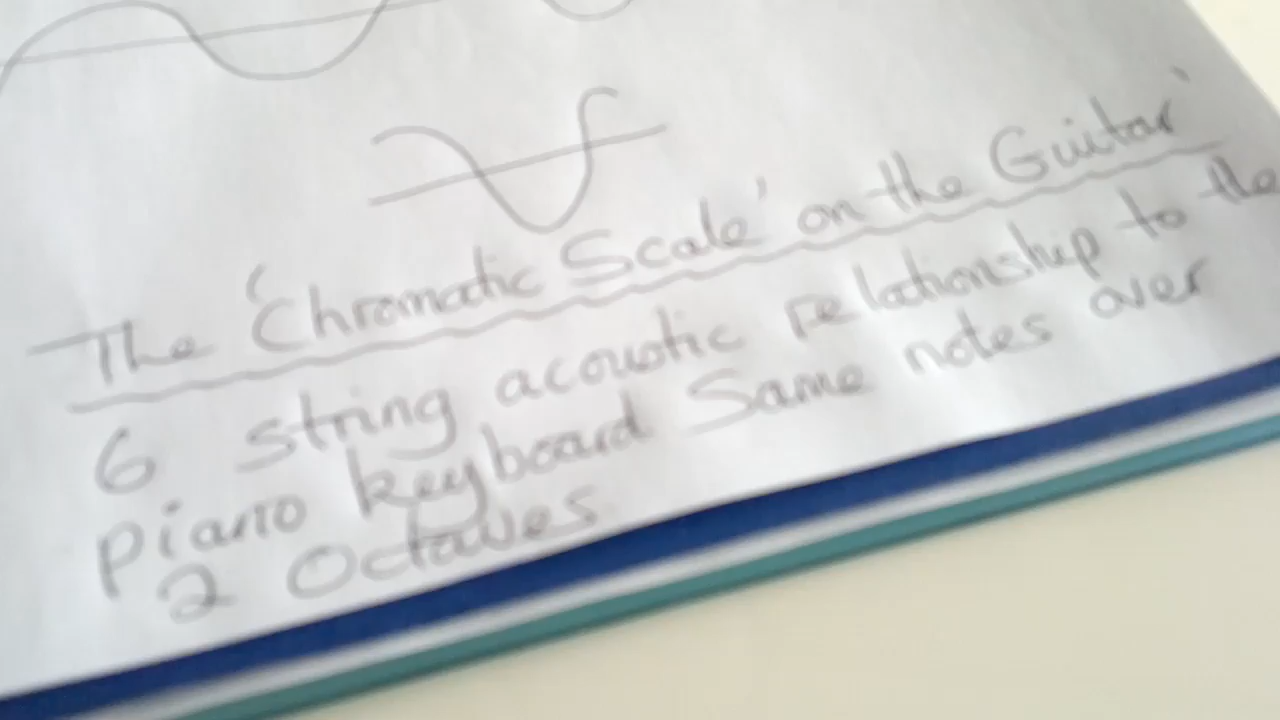 The 'Chromatic Scale' on the Guitar'
6 string acoustic relationship to the
piano keyboard Same notes over
2 Octaves